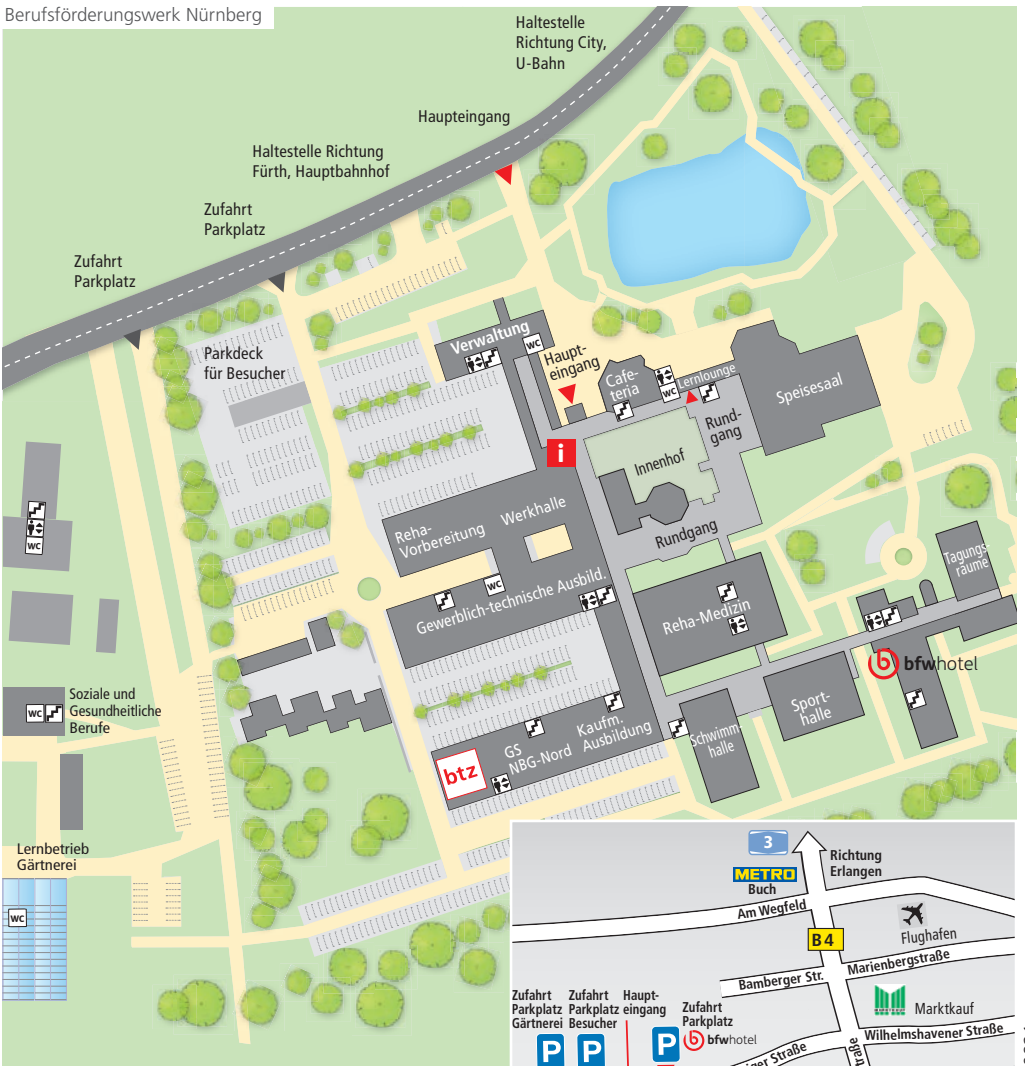 Berufsförderungswerk Nürnberg
Haltestelle
Richtung City,
U-Bahn
Haupteingang
Haltestelle Richtung
Fürth, Hauptbahnhof
Zufahrt
Parkplatz
Zufahrt
Parkplatz
Parkdeck
für Besucher
Verwaltung
WC
Haupt-
eingang
Cafe-
teria
WC
Lernlounge
Speisesaal
Rund-
gang
i
Innenhof
Rundgang
Reha-
Vorbereitung
Werkhalle
WC
Gewerblich-technische Ausbild.
Reha-Medizin
Tagungs-
räume
WC
bfwhotel
Soziale und
Gesundheitliche
Berufe
WC
Sport-
halle
Schwimm-
halle
Kaufm.
Ausbildung
GS
NBG-Nord
btz
Lernbetrieb
Gärtnerei
WC
3
METRO
Buch
Richtung
Erlangen
Am Wegfeld
B4
Flughafen
Bamberger Str.
Marienbergstraße
Marktkauf
Wilhelmshavener Straße
Zufahrt
Parkplatz
Gärtnerei
Zufahrt
Parkplatz
Besucher
Haupt-
eingang
Zufahrt
Parkplatz
bfwhotel
P
P
P
iger Straße
raße